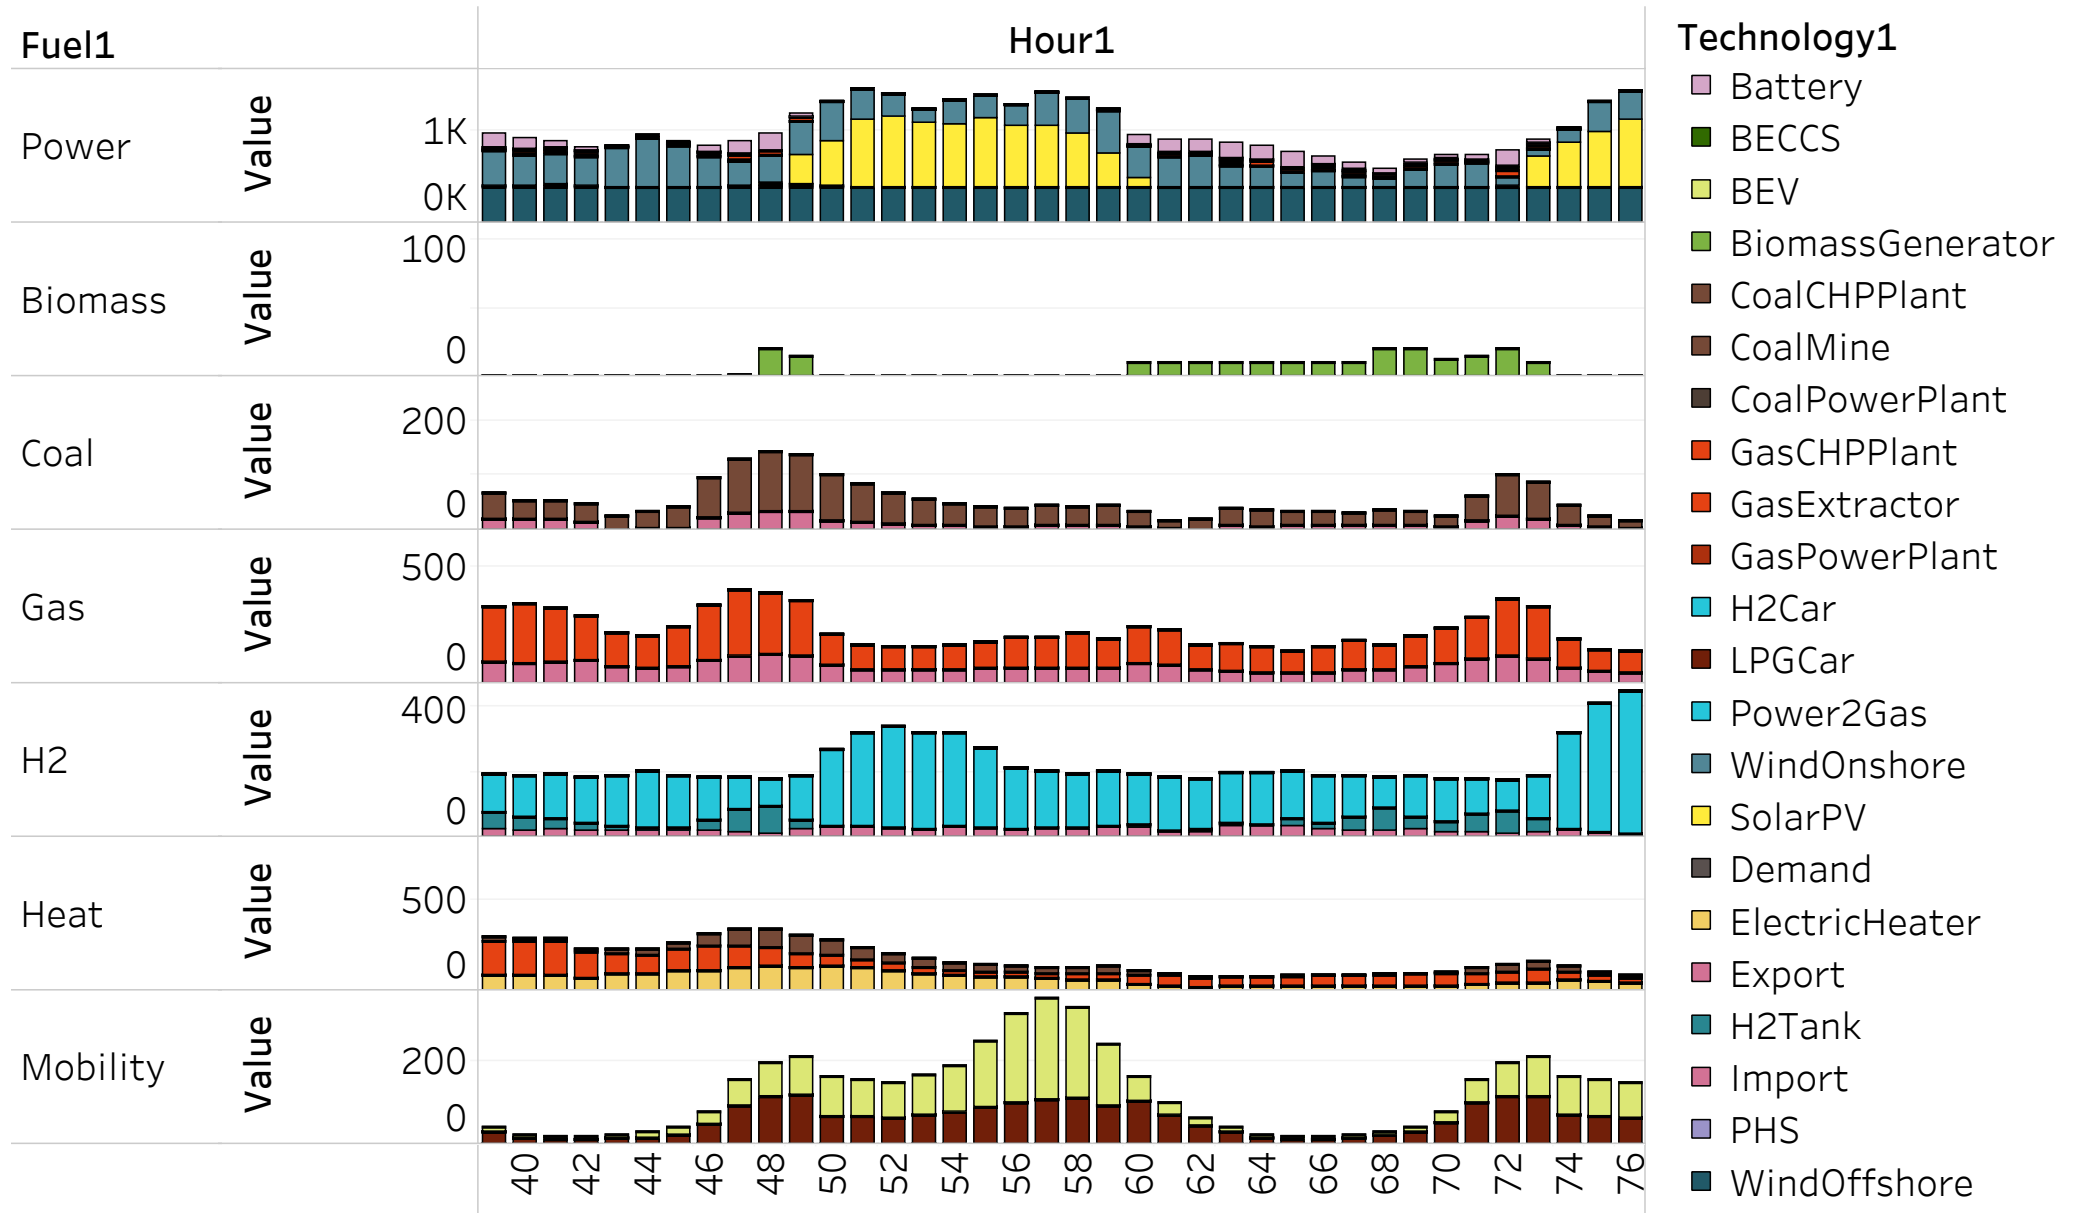 Fuel1
Hour1
Technology1
Power
Value
1K
0K
Biomass
Value
100
0
Coal
Value
200
0
Gas
Value
500
0
H2
Value
400
0
Heat
Value
500
0
Mobility
Value
200
0
40 42 44 46 48 50 52 54 56 58 60 62 64 66 68 70 72 74 76
Battery
BECCS
BEV
BiomassGenerator
CoalCHPPlant
CoalMine
CoalPowerPlant
GasCHPPlant
GasExtractor
GasPowerPlant
H2Car
LPGCar
Power2Gas
WindOnshore
SolarPV
Demand
ElectricHeater
Export
H2Tank
Import
PHS
WindOffshore